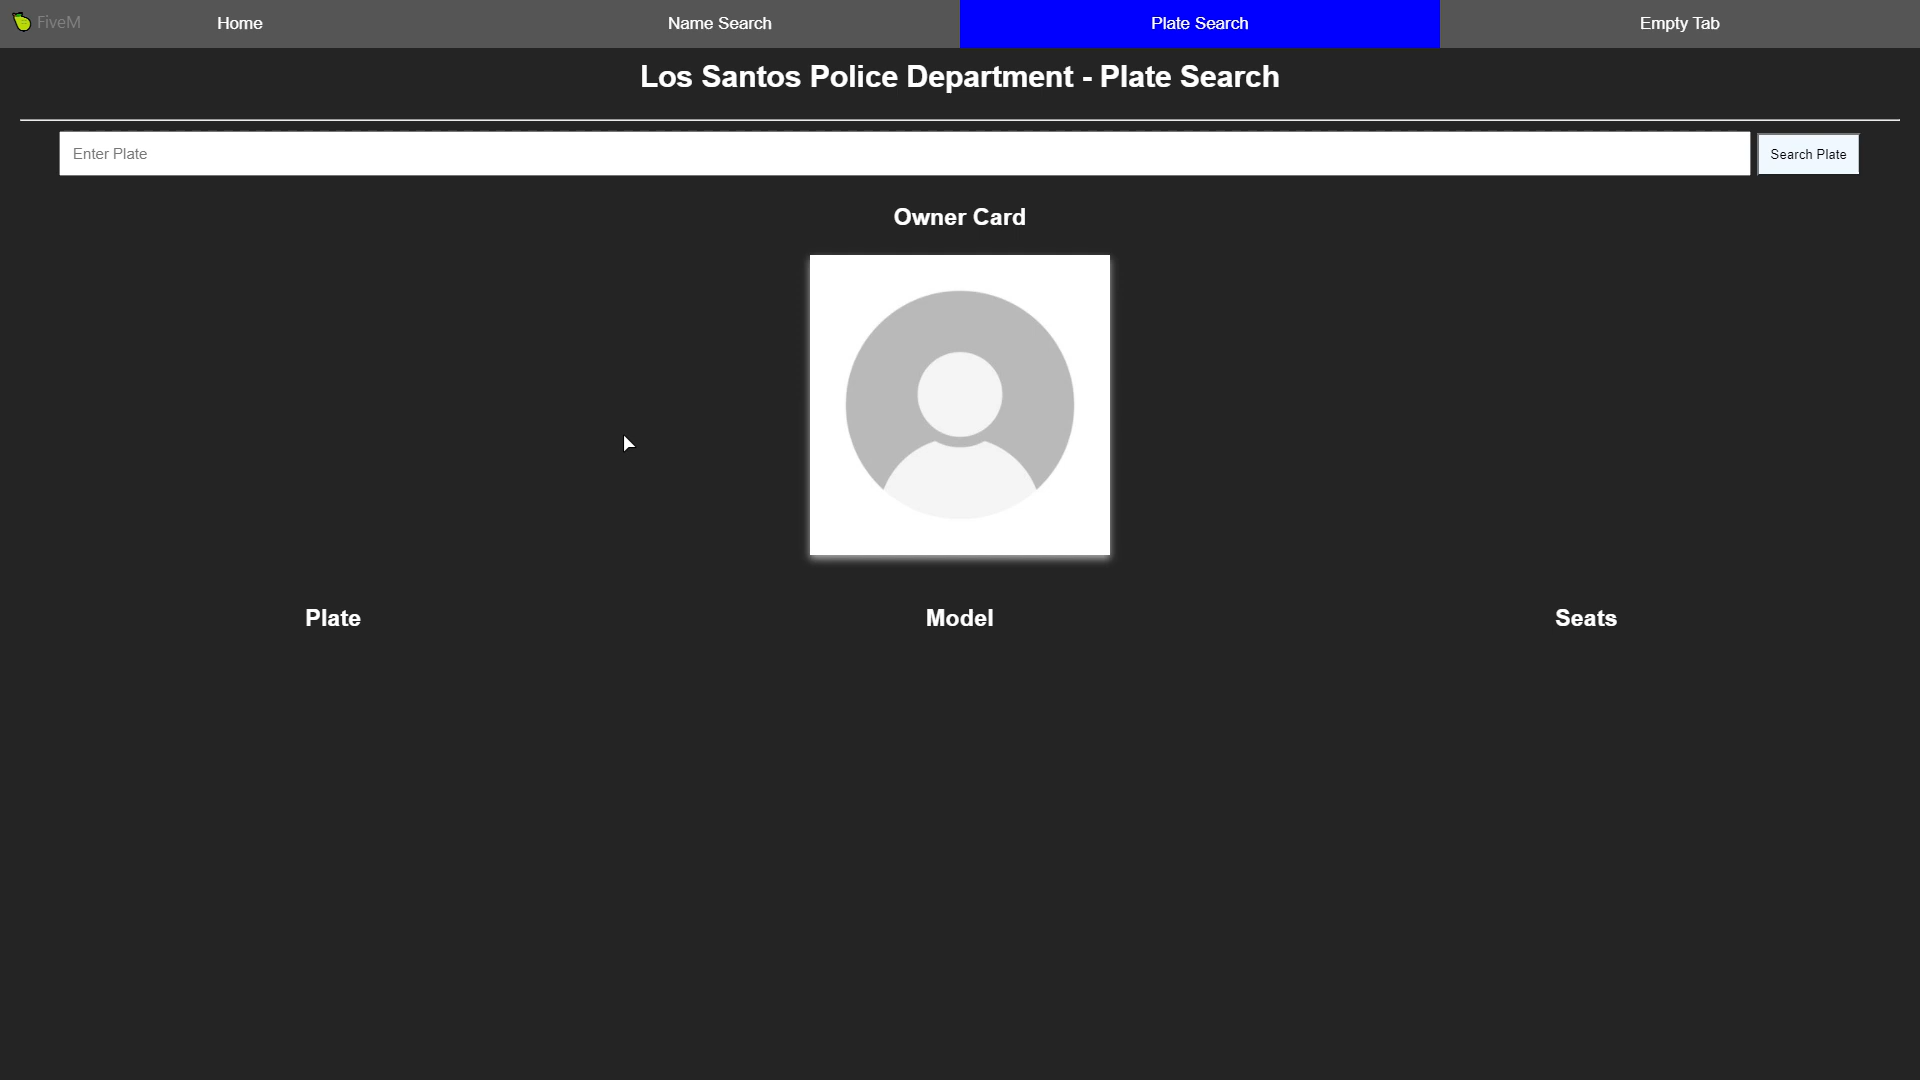 FiveM
Home
Name Search
Plate Search
Empty Tab
Los Santos Police Department - Plate Search
Enter Plate
Search Plate
Owner Card
Plate
Model
Seats